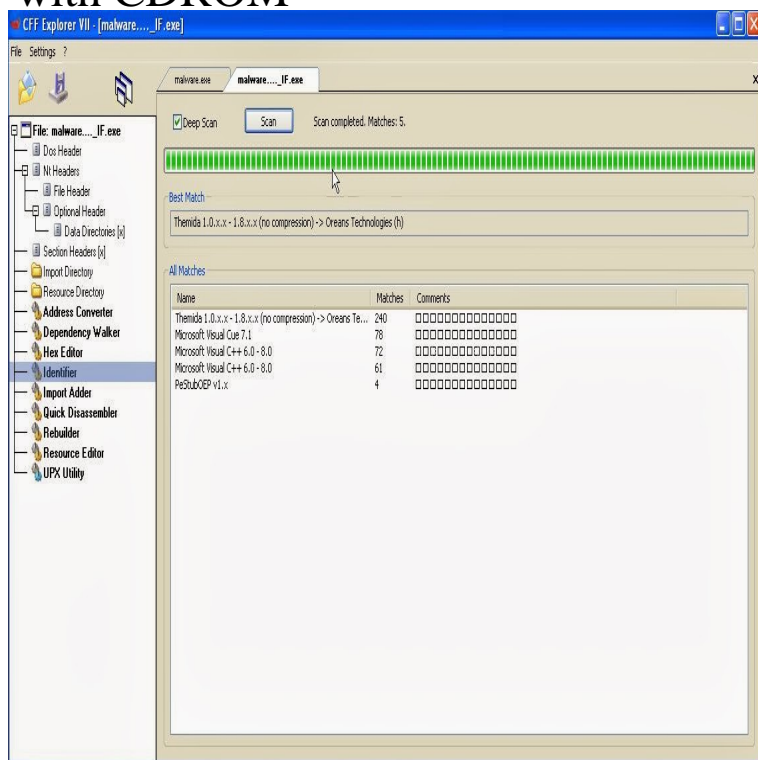 with CDROM
CFF Explorer VII - [malware...._IF.exe]
File Settings ?
malware.exe malware...._IF.exe X
File: malware...._IF.exe
Dos Header
Nt Headers
File Header
Optional Header
Data Directories [x]
Section Headers [x]
Import Directory
Resource Directory
Address Converter
Dependency Walker
Hex Editor
Identifier
Import Adder
Quick Disassembler
Rebuilder
Resource Editor
UPX Utility
Deep Scan Scan Scan completed. Matches: 5.
Best Match
Themida 1.0.x.x - 1.8.x.x (no compression) -> Oreans Technologies (h)
All Matches
Name Matches Comments
Themida 1.0.x.x - 1.8.x.x (no compression) -> Oreans Te... 240 □□□□□□□□□□□□□□
Microsoft Visual Cue 7.1 78 □□□□□□□□□□□□□□
Microsoft Visual C++ 6.0 - 8.0 72 □□□□□□□□□□□□□□
Microsoft Visual C++ 6.0 - 8.0 61 □□□□□□□□□□□□□□
PeStubOEP v1.x 4 □□□□□□□□□□□□□□